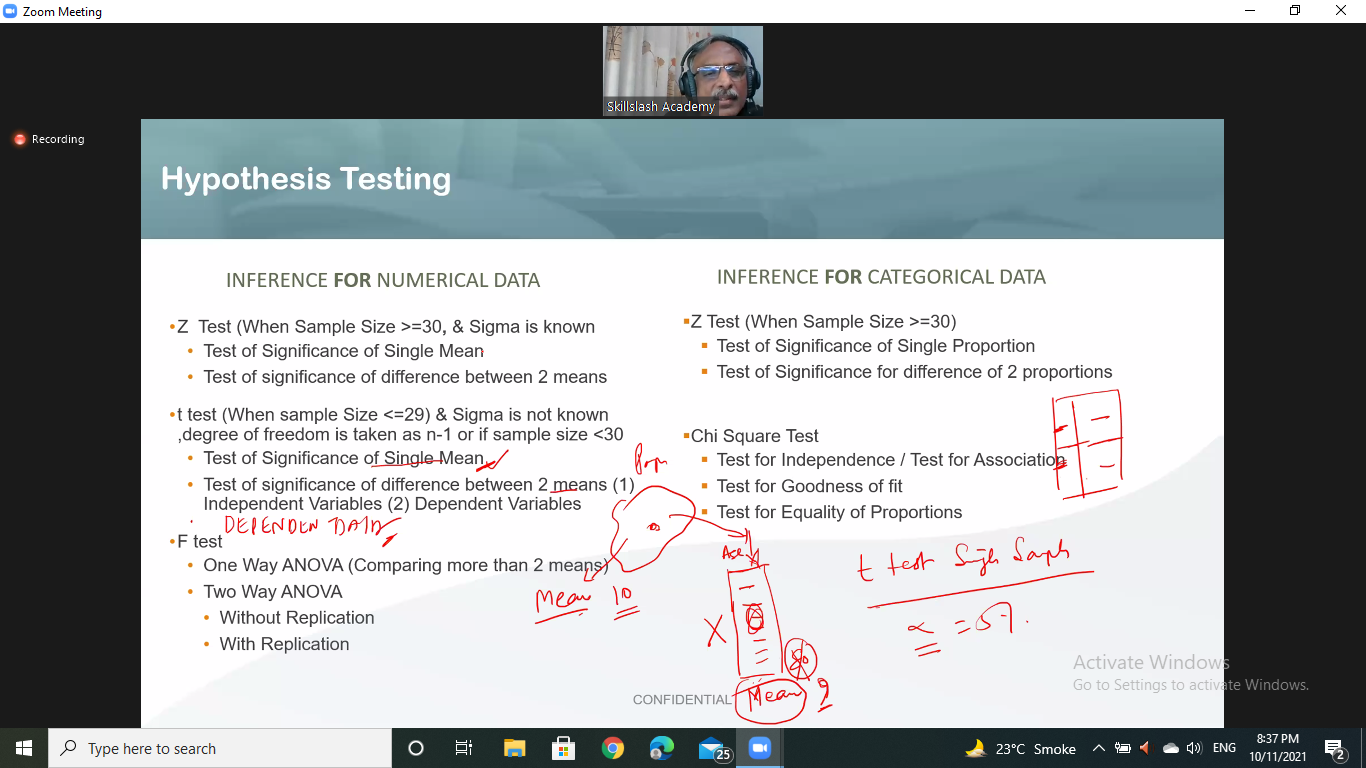 Zoom Meeting
Skillslash Academy
Recording
Hypothesis Testing
INFERENCE FOR NUMERICAL DATA
•Z Test (When Sample Size >=30, & Sigma is known
• Test of Significance of Single Mean
• Test of significance of difference between 2 means
•t test (When sample Size <=29) & Sigma is not known
,degree of freedom is taken as n-1 or if sample size <30
• Test of Significance of Single Mean
• Test of significance of difference between 2 means (1)
Independent Variables (2) Dependent Variables
DEPENDEN DATA
•F test
• One Way ANOVA (Comparing more than 2 means)
• Two Way ANOVA
• Without Replication
• With Replication
INFERENCE FOR CATEGORICAL DATA
▪Z Test (When Sample Size >=30)
▪ Test of Significance of Single Proportion
▪ Test of Significance for difference of 2 proportions
▪Chi Square Test
▪ Test for Independence / Test for Association
▪ Test for Goodness of fit
▪ Test for Equality of Proportions
Popn
Mean 10
Age
X
80
Mean 9
t test Single Sample
α = 5%
CONFIDENTIAL
Activate Windows
Go to Settings to activate Windows.
Type here to search
25
23°C Smoke
ENG
8:37 PM
10/11/2021
2